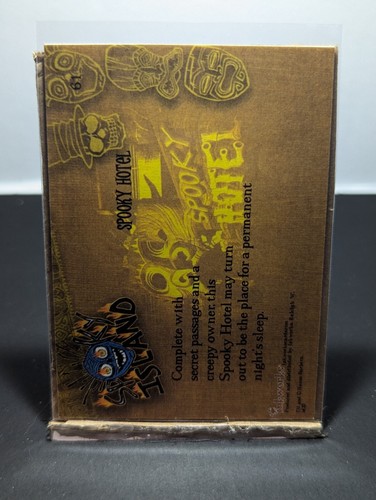 61
SPOOKY HOTEL
SPOOKY
HOTEL
SPOOKY
ISLAND
Complete with
secret passages and a
creepy owner, this
Spooky Hotel may turn
out to be the place for a permanent
night's sleep.